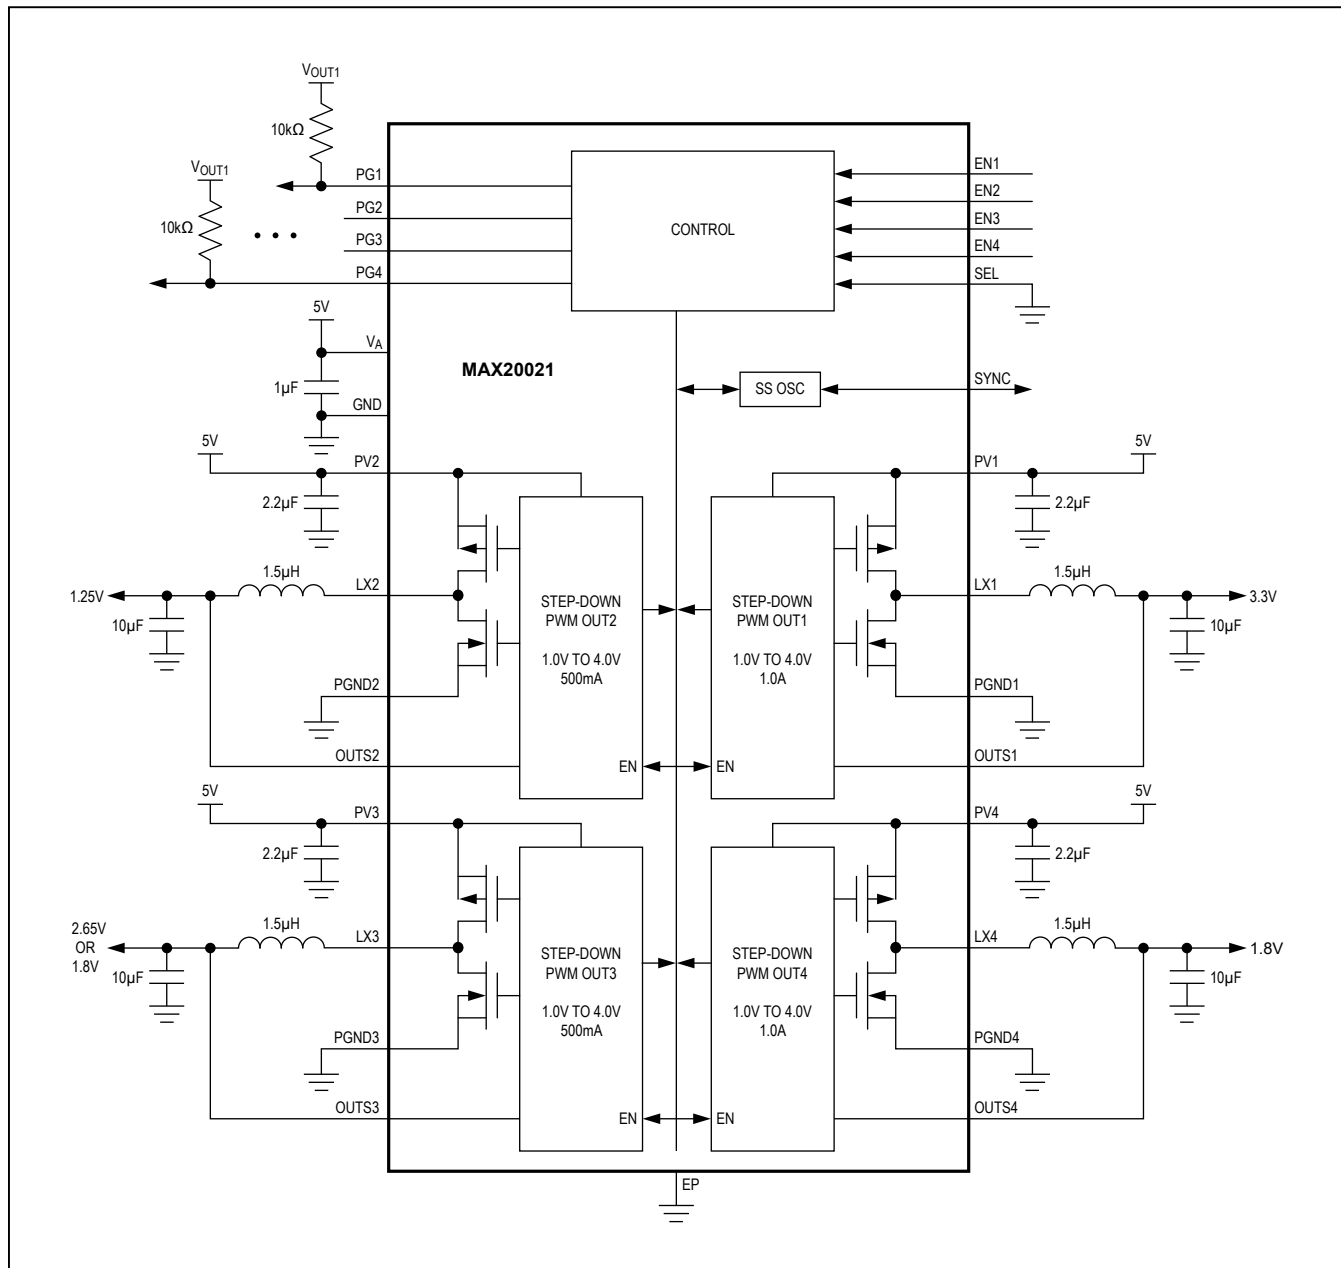 VOUT1
10kΩ
VOUT1
10kΩ
• • •
PG1
PG2
PG3
PG4
CONTROL
EN1
EN2
EN3
EN4
SEL
5V
VA
1µF
GND
MAX20021
SS OSC
SYNC
5V
PV2
2.2µF
1.5µH
LX2
1.25V
10µF
PGND2
OUTS2
STEP-DOWN
PWM OUT2
1.0V TO 4.0V
500mA
EN
STEP-DOWN
PWM OUT1
1.0V TO 4.0V
1.0A
EN
PV1
5V
2.2µF
LX1
1.5µH
3.3V
10µF
PGND1
OUTS1
5V
PV3
2.2µF
1.5µH
LX3
2.65V
OR
1.8V
10µF
PGND3
OUTS3
STEP-DOWN
PWM OUT3
1.0V TO 4.0V
500mA
EN
STEP-DOWN
PWM OUT4
1.0V TO 4.0V
1.0A
EN
PV4
5V
2.2µF
LX4
1.5µH
1.8V
10µF
PGND4
OUTS4
EP